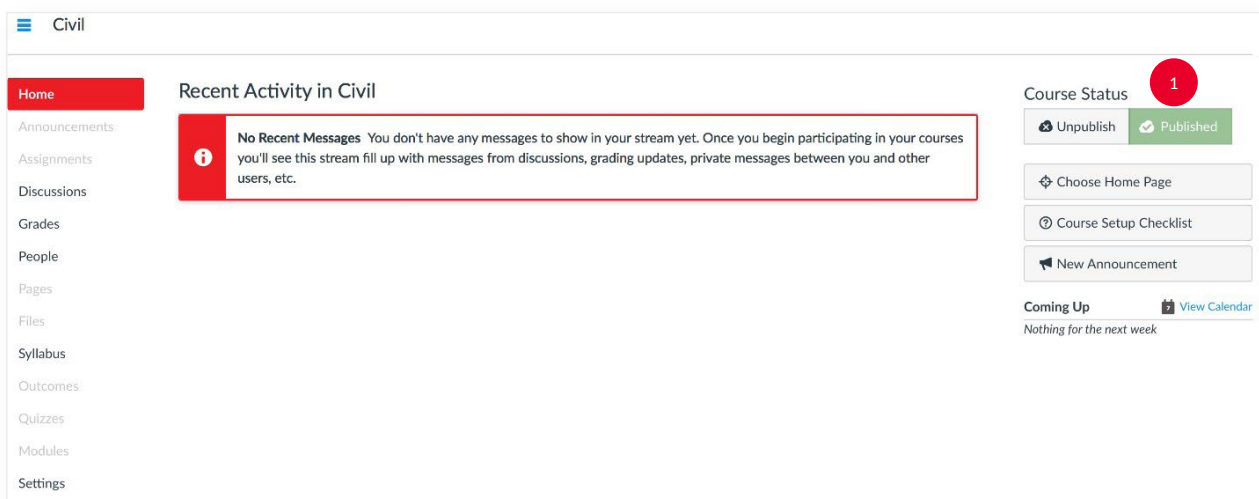 Civil
Home
Announcements
Assignments
Discussions
Grades
People
Pages
Files
Syllabus
Outcomes
Quizzes
Modules
Settings
Recent Activity in Civil
No Recent Messages You don't have any messages to show in your stream yet. Once you begin participating in your courses
you'll see this stream fill up with messages from discussions, grading updates, private messages between you and other
users, etc.
1
Course Status
Unpublish Published
Choose Home Page
Course Setup Checklist
New Announcement
Coming Up 7 View Calendar
Nothing for the next week